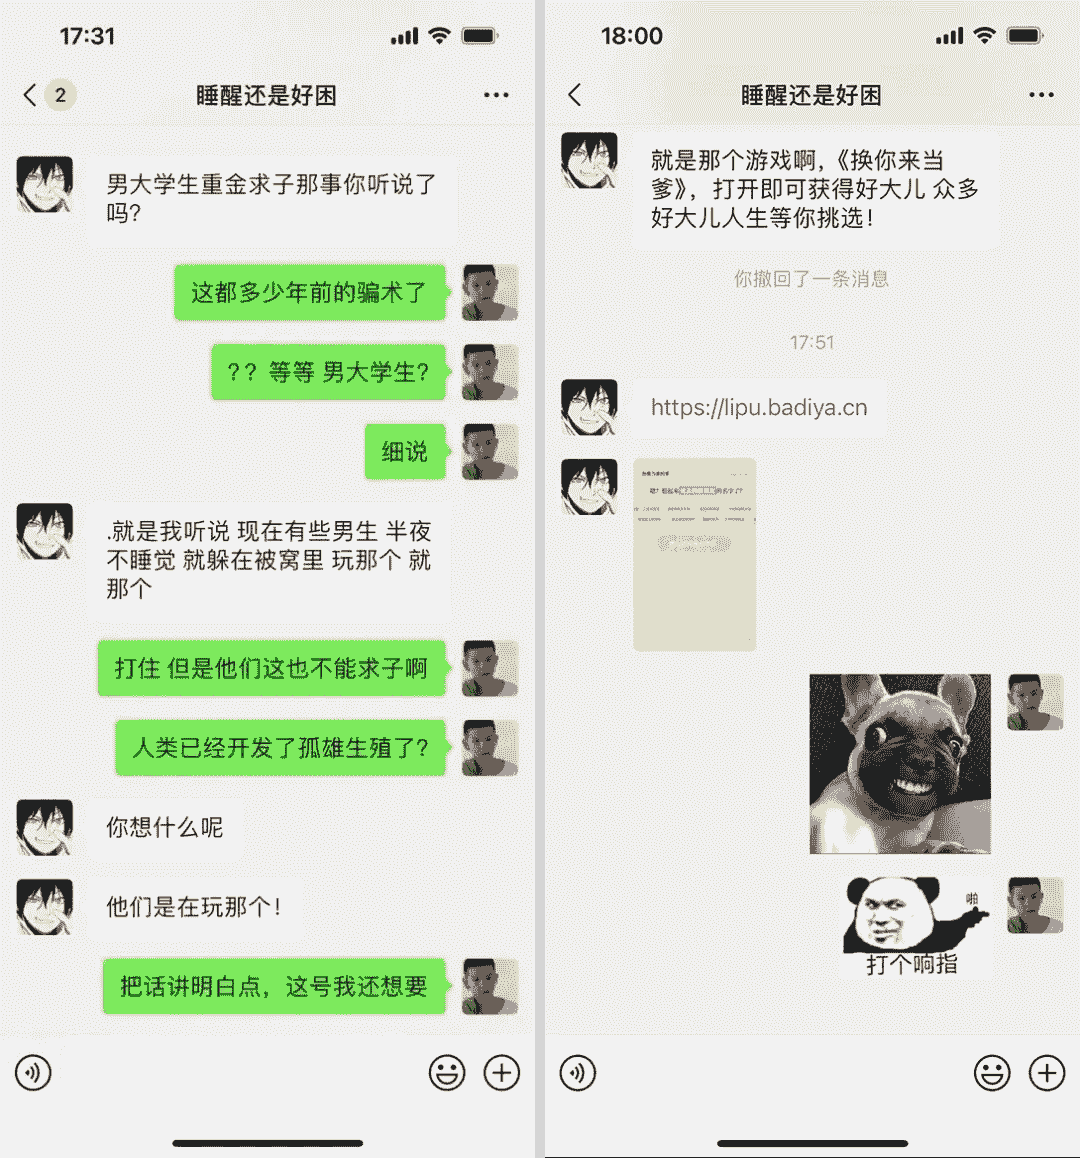 17:31
2
睡醒还是好困
男大学生重金求子那事你听说了
吗?
这都多少年前的骗术了
?? 等等 男大学生?
细说
.就是我听说 现在有些男生 半夜
不睡觉 就躲在被窝里 玩那个 就
那个
打住 但是他们这也不能求子啊
人类已经开发了孤雄生殖了?
你想什么呢
他们是在玩那个!
把话讲明白点，这号我还想要
18:00
睡醒还是好困
就是那个游戏啊,《换你来当
爹》，打开即可获得好大儿 众多
好大儿人生等你挑选!
你撤回了一条消息
17:51
https://lipu.badiya.cn
啪
打个响指